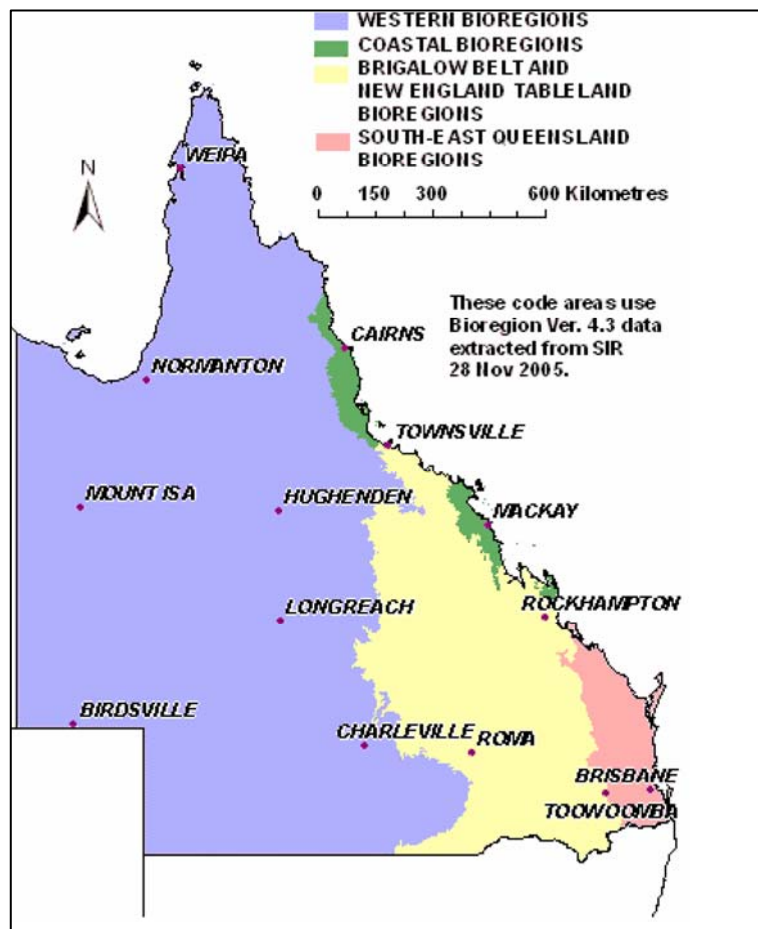 WESTERN BIOREGIONS
COASTAL BIOREGIONS
BRIGALOW BELT AND
NEW ENGLAND TABLELAND
BIOREGIONS
SOUTH-EAST QUEENSLAND
BIOREGIONS
0 150 300 600 Kilometres
N
WEIPA
These code areas use
Bioregion Ver. 4.3 data
extracted from SIR
28 Nov 2005.
CAIRNS
NORMANTON
TOWNSVILLE
MOUNT ISA
HUGHENDEN
MACKAY
LONGREACH
ROCKHAMPTON
BIRDSVILLE
CHARLEVILLE
ROMA
BRISBANE
TOOWOOMBA